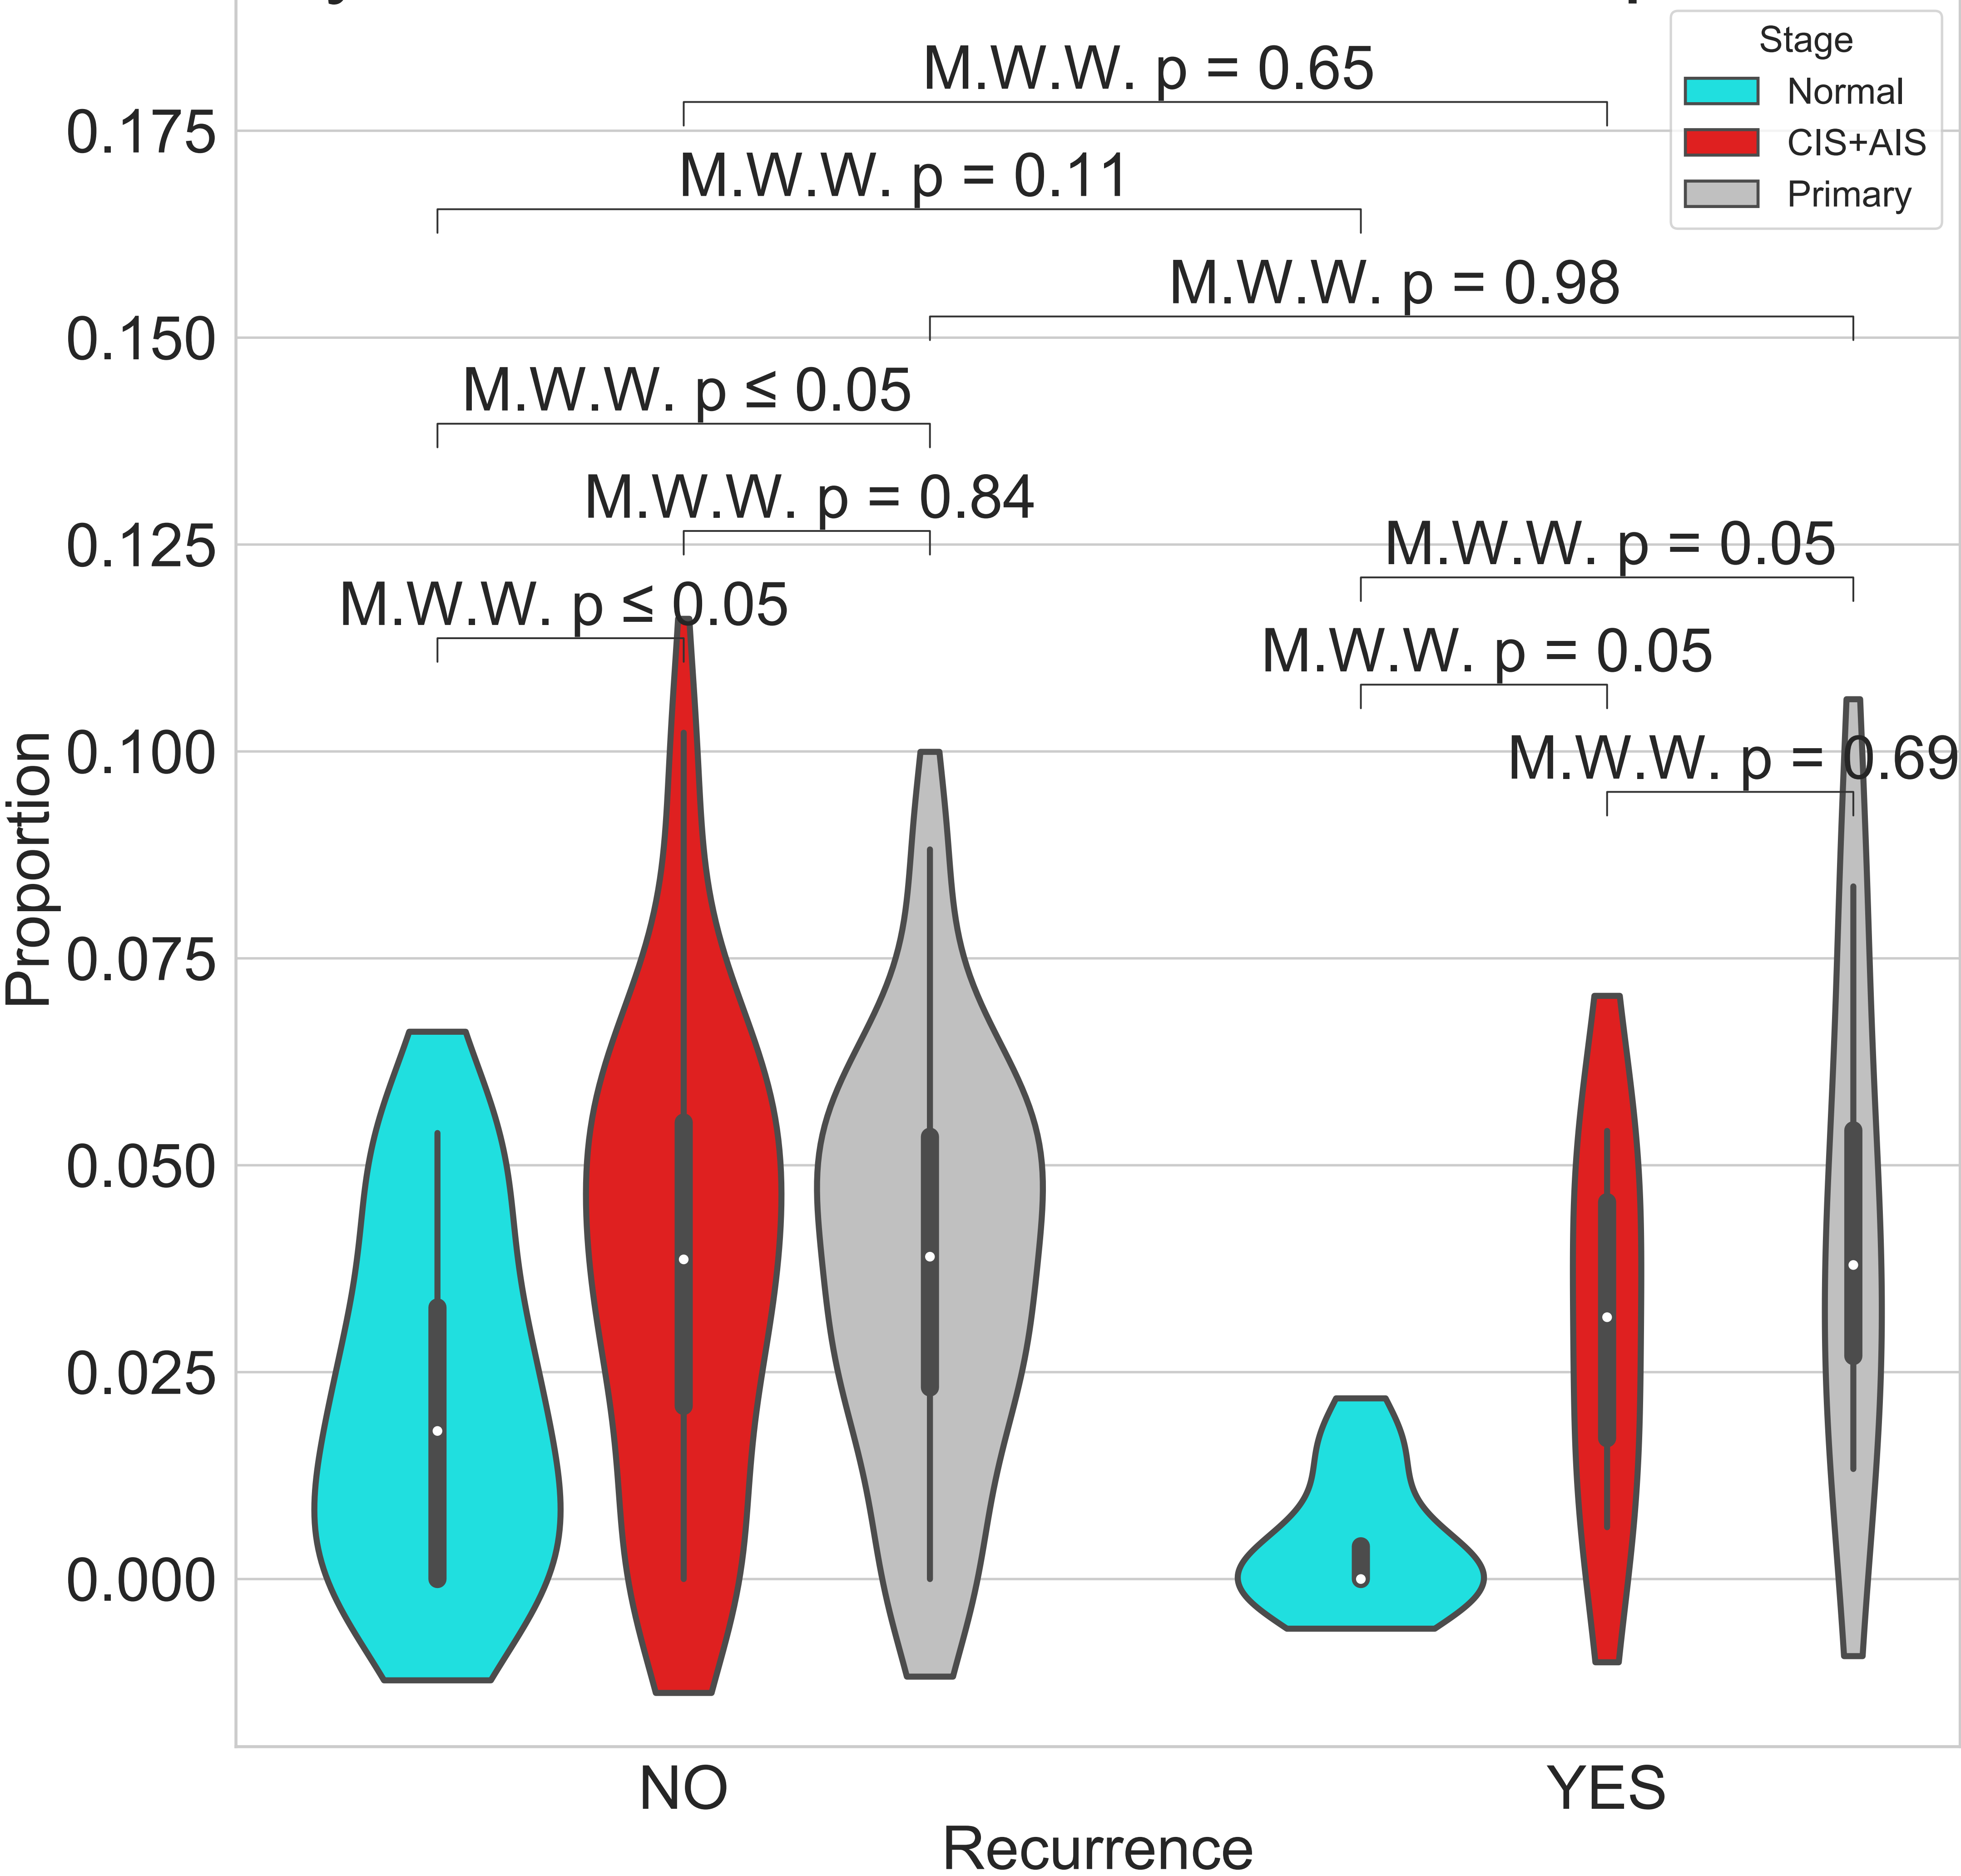 Stage
Normal
CIS+AIS
Primary
M.W.W. p = 0.65
M.W.W. p = 0.11
M.W.W. p = 0.98
M.W.W. p ≤ 0.05
M.W.W. p = 0.84
M.W.W. p ≤ 0.05
M.W.W. p = 0.05
M.W.W. p = 0.05
M.W.W. p = 0.69
0.175
0.150
0.125
0.100
0.075
0.050
0.025
0.000
Proportion
NO
YES
Recurrence